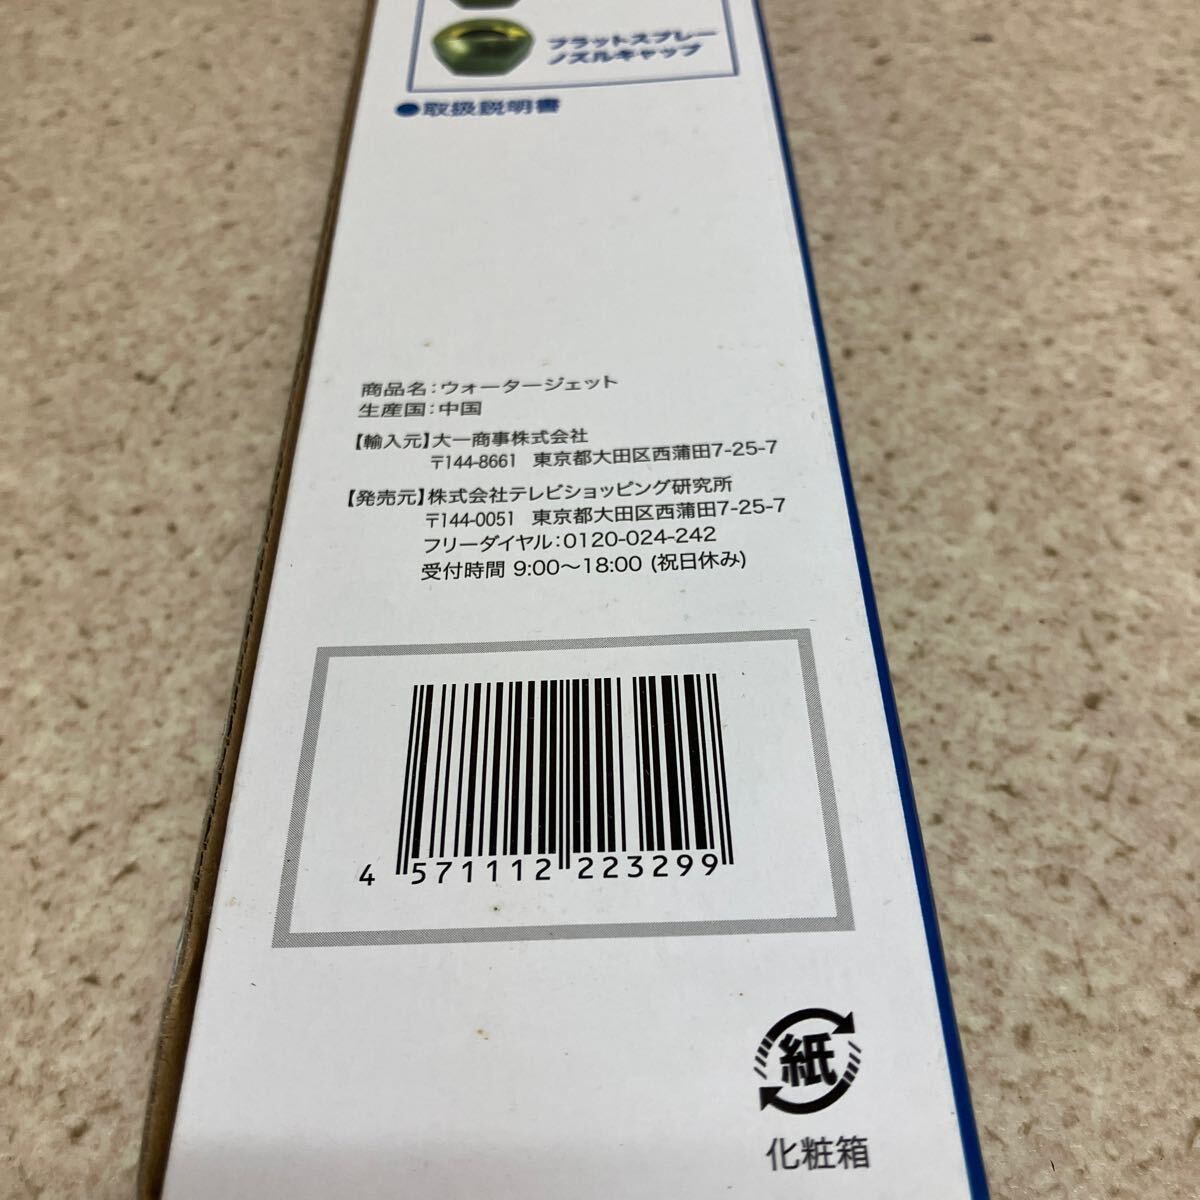 フラットスプレー
ノズルキャップ
●取扱説明書
商品名:ウォータージェット
生産国:中国
【輸入元】大一商事株式会社
〒144-8661 東京都大田区西蒲田7-25-7
【発売元】株式会社テレビショッピング研究所
〒144-0051 東京都大田区西蒲田7-25-7
フリーダイヤル:0120-024-242
受付時間 9:00〜18:00 (祝日休み)
4 571112 223299
紙
化粧箱